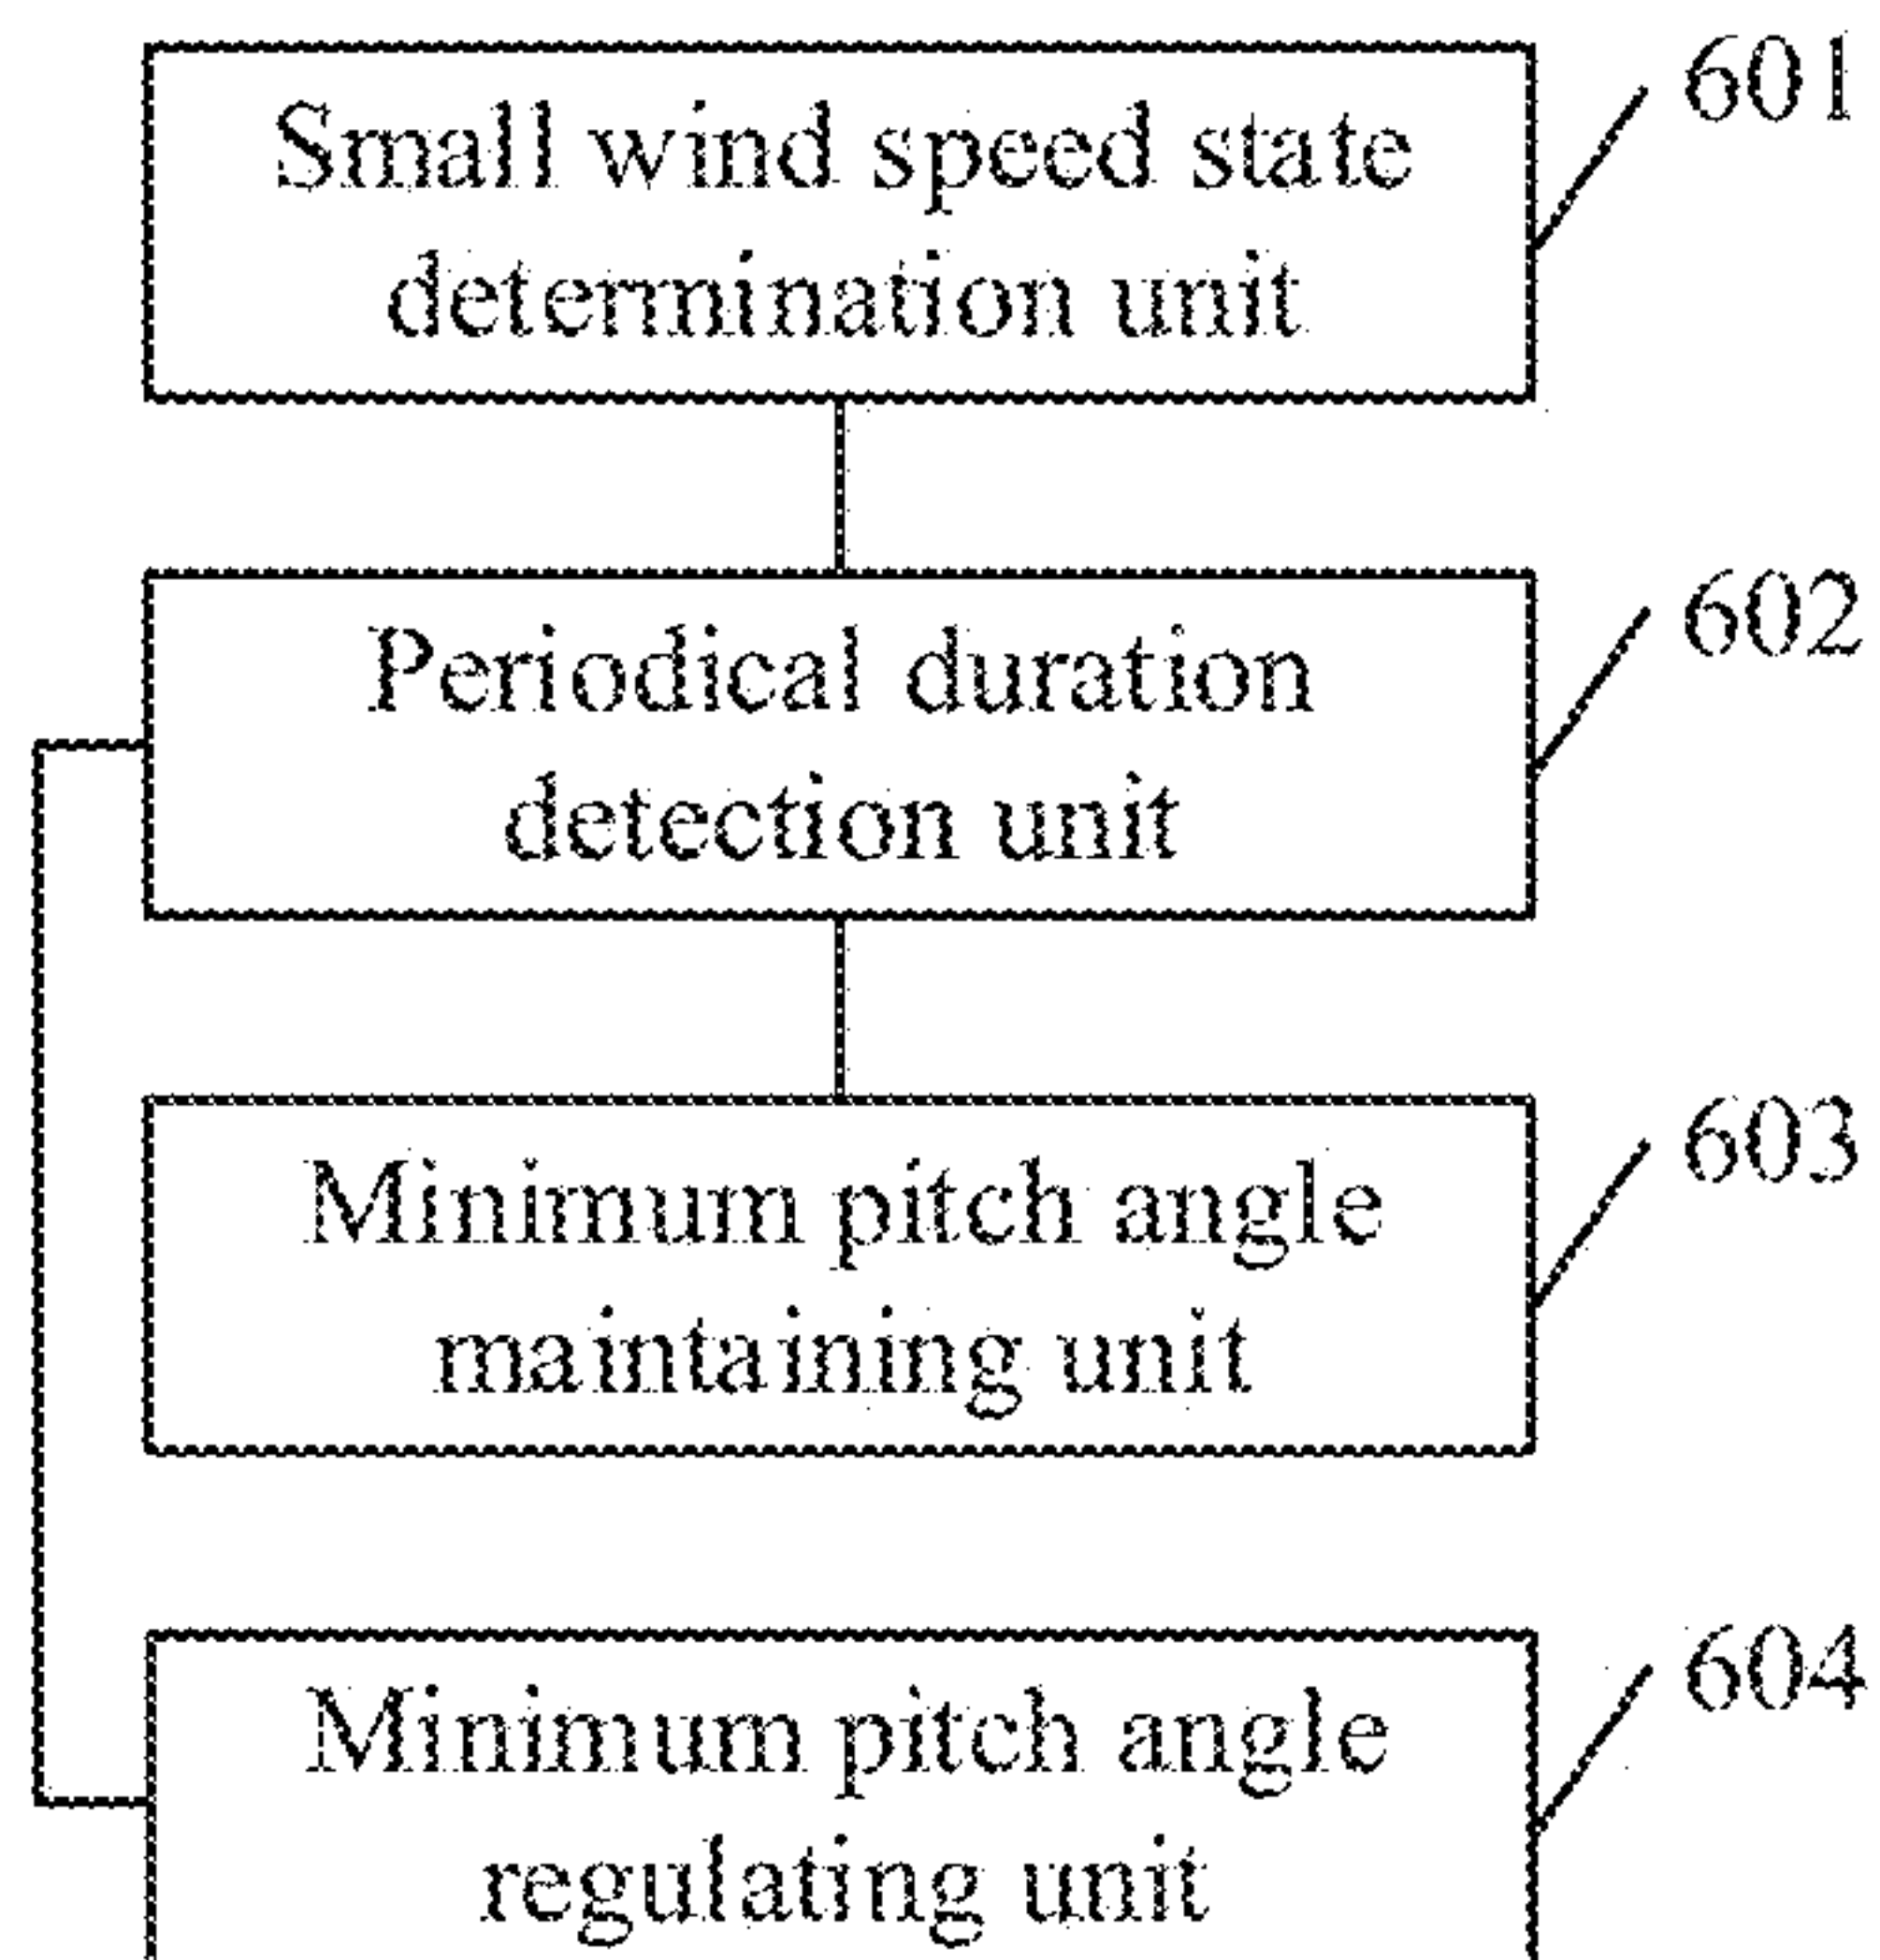 Small wind speed state
determination unit
601
Periodical duration
detection unit
602
Minimum pitch angle
maintaining unit
603
Minimum pitch angle
regulating unit
604